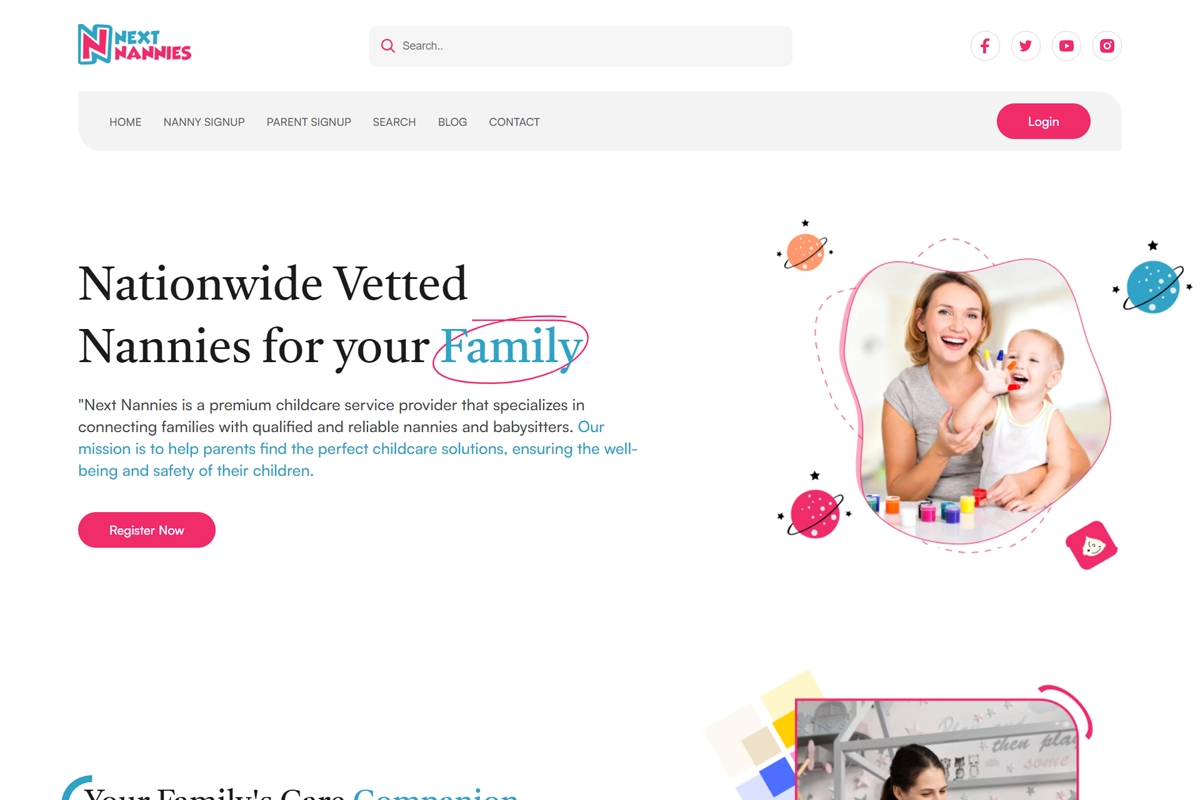 NEXT
NANNIES
Search..
HOME NANNY SIGNUP PARENT SIGNUP SEARCH BLOG CONTACT
Login
Nationwide Vetted
Nannies for your Family
"Next Nannies is a premium childcare service provider that specializes in
connecting families with qualified and reliable nannies and babysitters. Our
mission is to help parents find the perfect childcare solutions, ensuring the well-
being and safety of their children.
Register Now
then play
some
Your Family's Care Companion